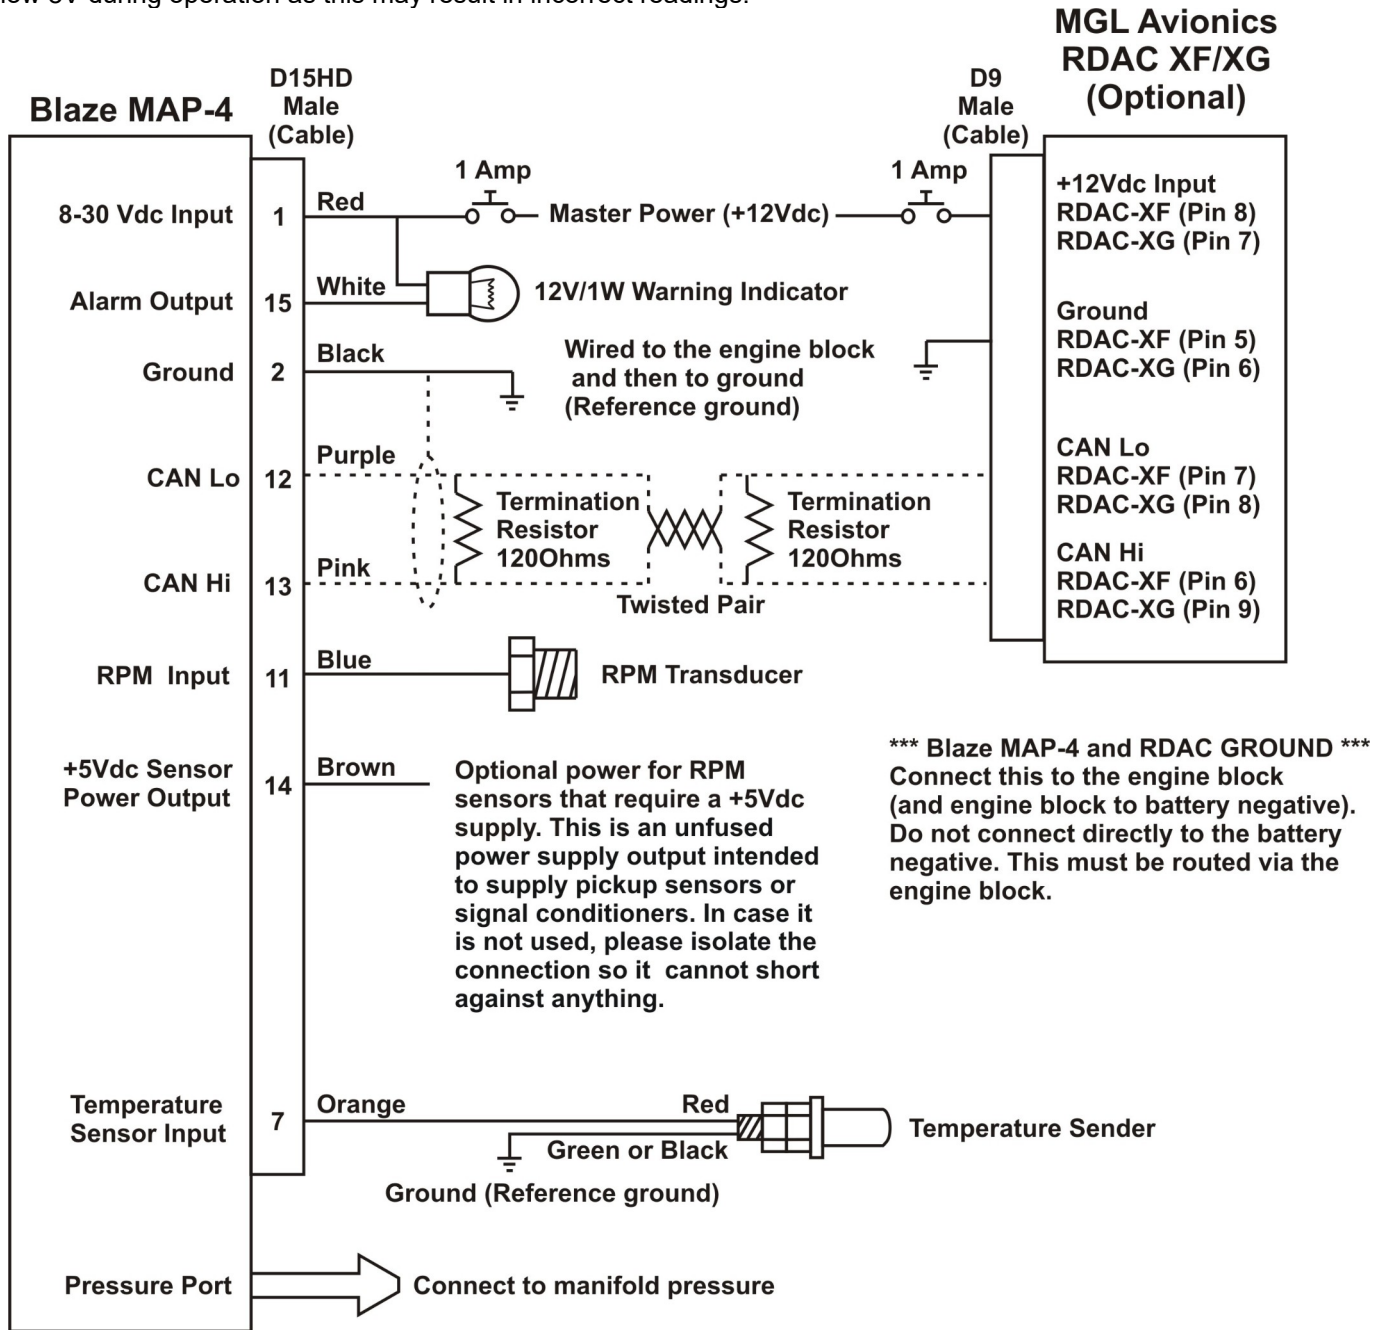 MGL Avionics
RDAC XF/XG
(Optional)
D15HD
Male
(Cable)
D9
Male
(Cable)
Blaze MAP-4
8-30 Vdc Input
1
Red
1 Amp
Master Power (+12Vdc)
1 Amp
+12Vdc Input
RDAC-XF (Pin 8)
RDAC-XG (Pin 7)
Alarm Output
15
White
12V/1W Warning Indicator
Ground
2
Black
Wired to the engine block
and then to ground
(Reference ground)
Ground
RDAC-XF (Pin 5)
RDAC-XG (Pin 6)
CAN Lo
12
Purple
Termination
Resistor
120Ohms
Termination
Resistor
120Ohms
CAN Lo
RDAC-XF (Pin 7)
RDAC-XG (Pin 8)
CAN Hi
13
Pink
Twisted Pair
CAN Hi
RDAC-XF (Pin 6)
RDAC-XG (Pin 9)
RPM Input
11
Blue
RPM Transducer
+5Vdc Sensor
Power Output
14
Brown
Optional power for RPM
sensors that require a +5Vdc
supply. This is an unfused
power supply output intended
to supply pickup sensors or
signal conditioners. In case it
is not used, please isolate the
connection so it cannot short
against anything.
*** Blaze MAP-4 and RDAC GROUND ***
Connect this to the engine block
(and engine block to battery negative).
Do not connect directly to the battery
negative. This must be routed via the
engine block.
Temperature
Sensor Input
7
Orange
Red
Green or Black
Temperature Sender
Ground (Reference ground)
Pressure Port
Connect to manifold pressure